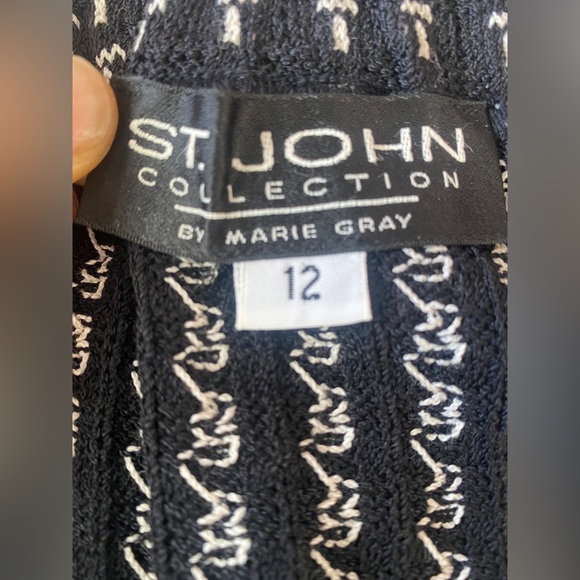 ST. JOHN
COLLECTION
BY MARIE GRAY
12